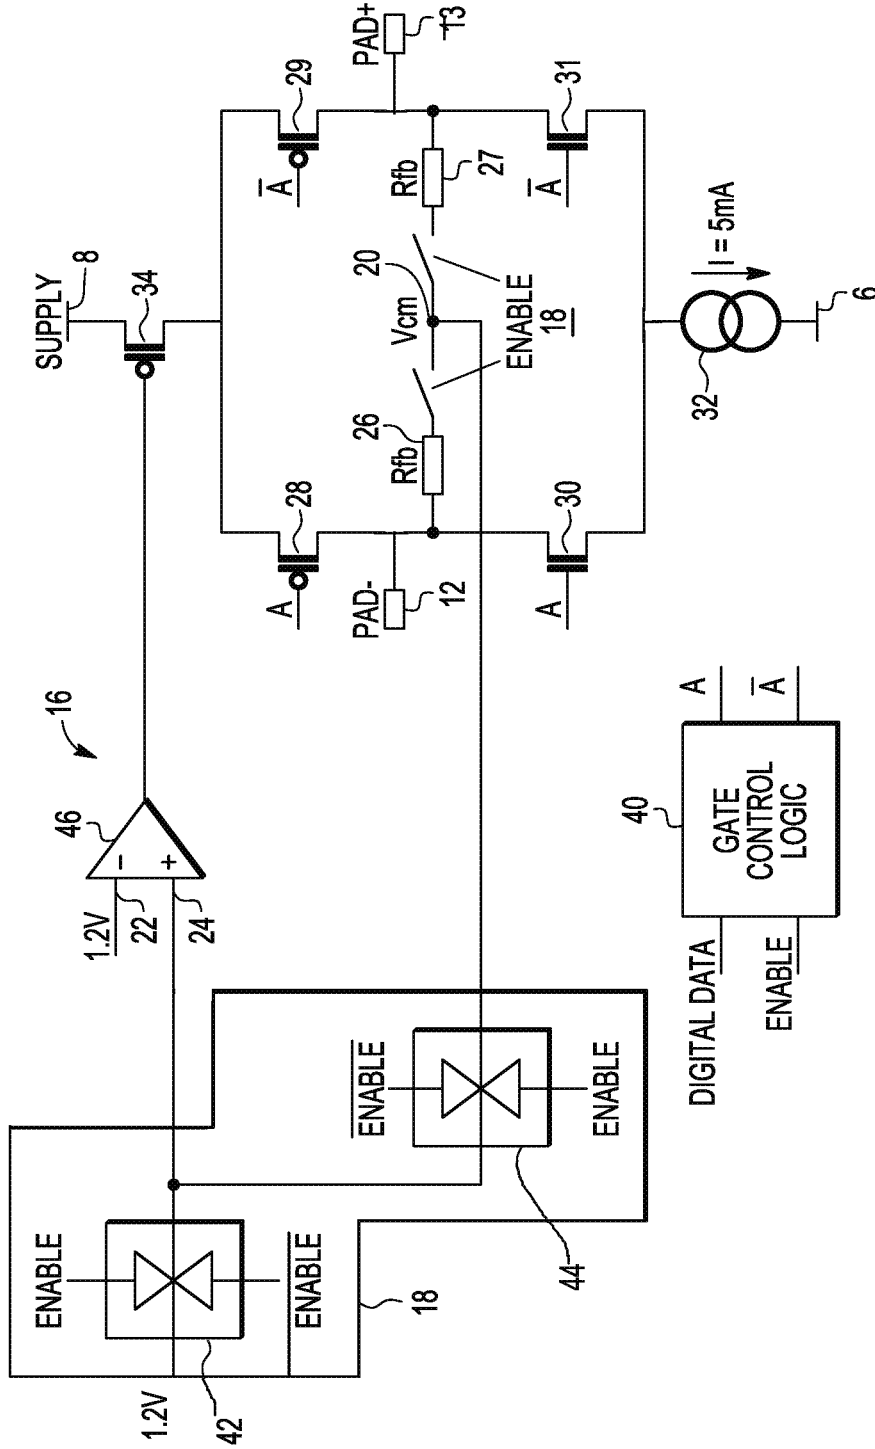 SUPPLY
8
34
16
46
1.2V
22
24
−
+
A
28
Ā
29
PAD-
12
PAD+
13
26
Rfb
Vcm
20
Rfb
27
ENABLE
18
A
30
Ā
31
I = 5mA
32
6
ENABLE
ENABLE
1.2V
42
18
ENABLE
ENABLE
44
DIGITAL DATA
ENABLE
40
GATE
CONTROL
LOGIC
A
Ā